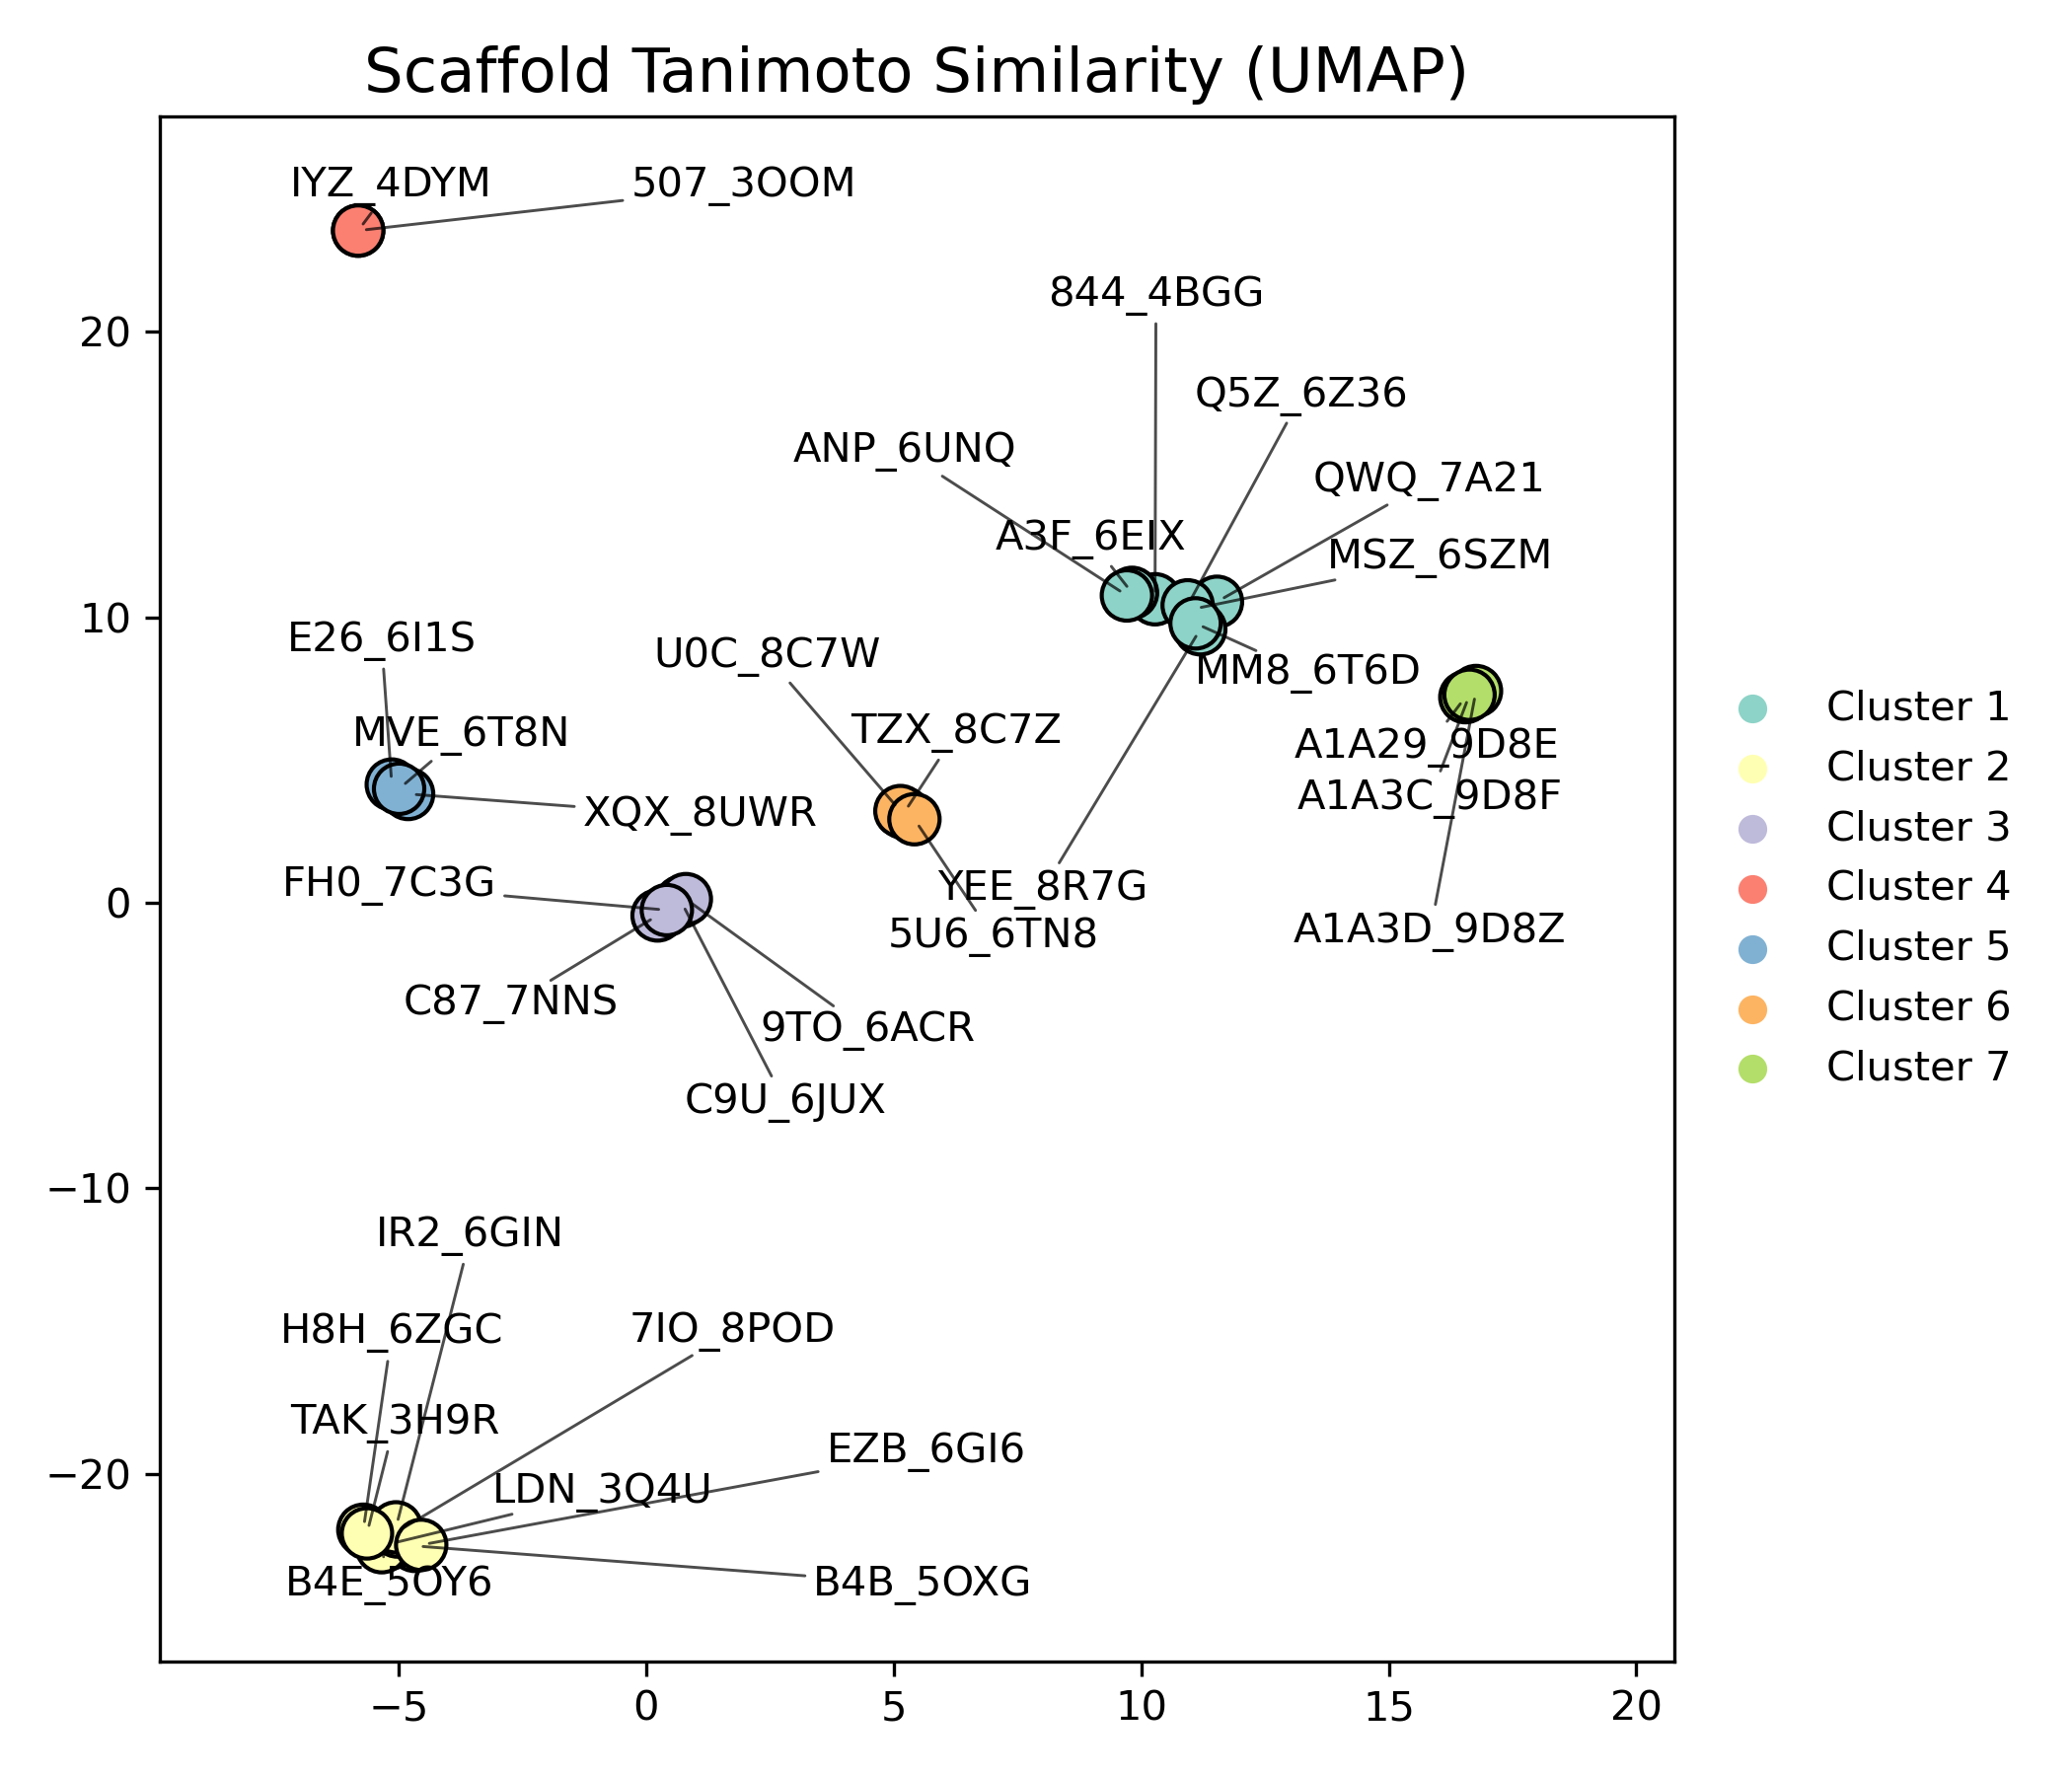 Scaffold Tanimoto Similarity (UMAP)
IYZ_4DYM
507_3OOM
844_4BGG
Q5Z_6Z36
ANP_6UNQ
QWQ_7A21
A3F_6EIX
MSZ_6SZM
E26_6I1S
U0C_8C7W
MM8_6T6D
MVE_6T8N
TZX_8C7Z
A1A29_9D8E
A1A3C_9D8F
XQX_8UWR
FH0_7C3G
YEE_8R7G
5U6_6TN8
A1A3D_9D8Z
C87_7NNS
9TO_6ACR
C9U_6JUX
IR2_6GIN
H8H_6ZGC
7IO_8POD
TAK_3H9R
EZB_6GI6
LDN_3Q4U
B4E_5OY6
B4B_5OXG
20
10
0
−10
−20
−5
0
5
10
15
20
Cluster 1
Cluster 2
Cluster 3
Cluster 4
Cluster 5
Cluster 6
Cluster 7